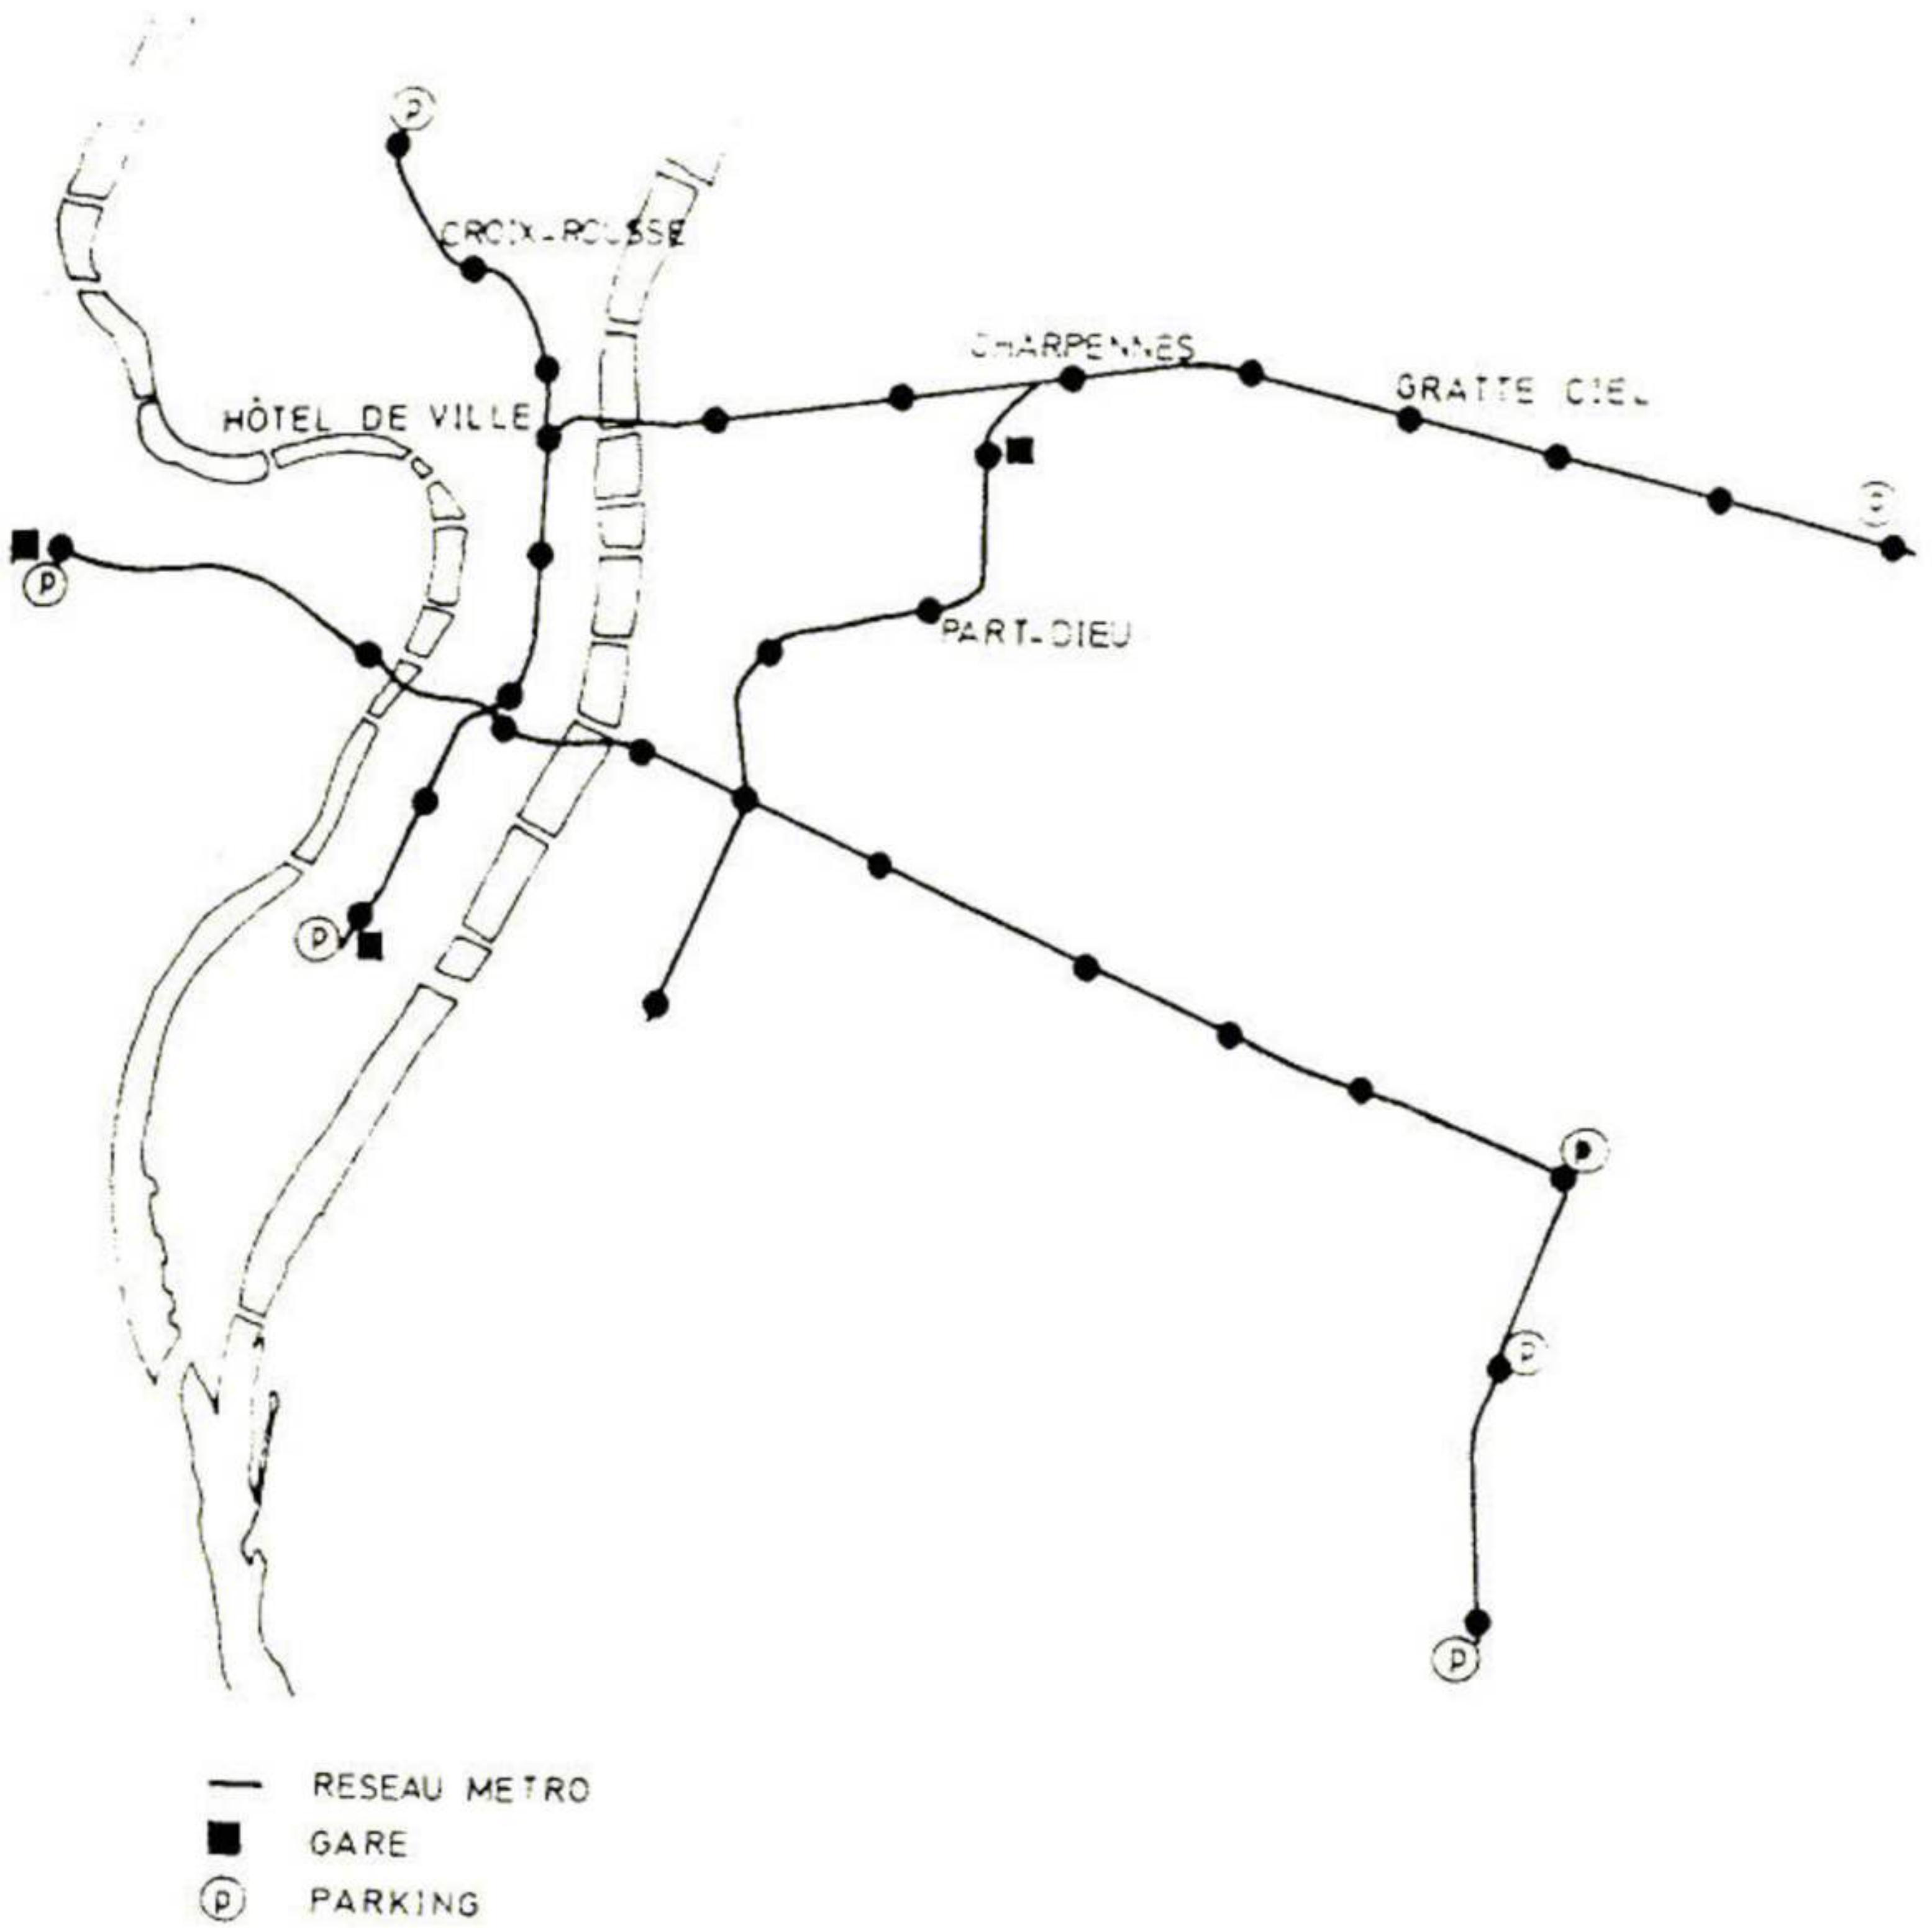 P
CROIX-ROUSSE
CHARPENNES
GRATTE CIEL
HÔTEL DE VILLE
P
PART-DIEU
P
P
P
P
RESEAU METRO
GARE
P PARKING